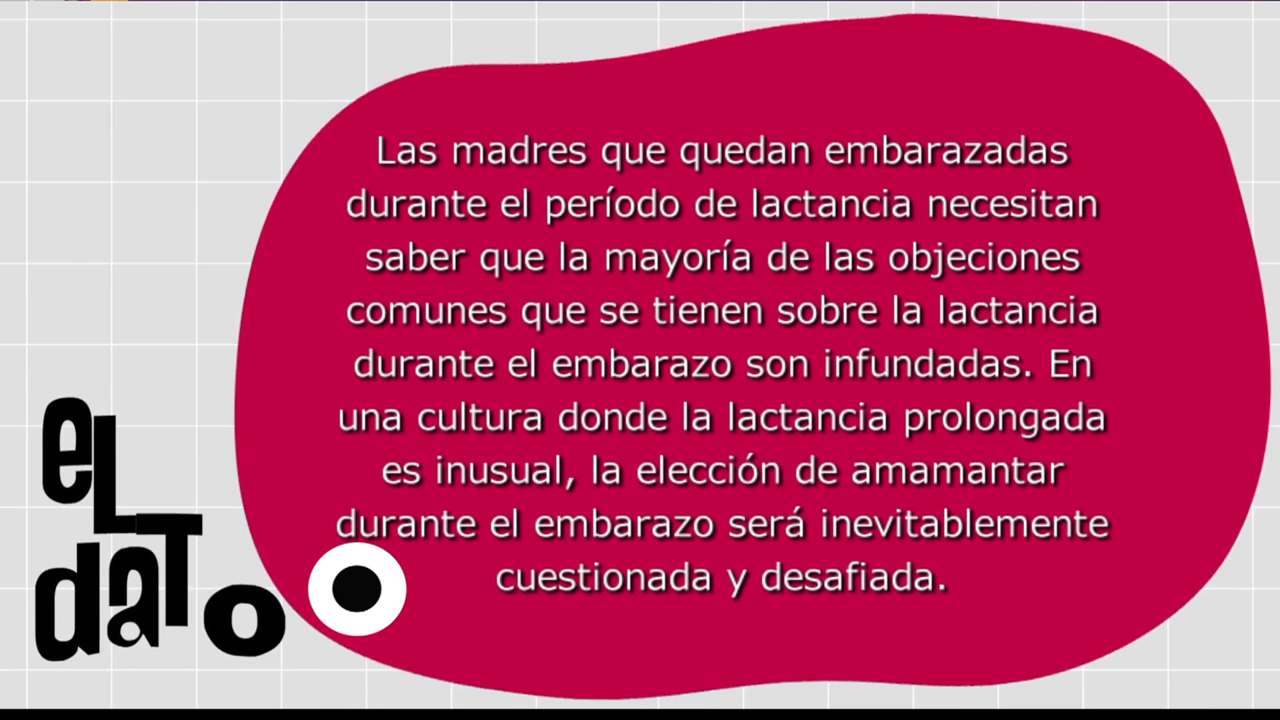 Las madres que quedan embarazadas
durante el período de lactancia necesitan
saber que la mayoría de las objeciones
comunes que se tienen sobre la lactancia
durante el embarazo son infundadas. En
una cultura donde la lactancia prolongada
es inusual, la elección de amamantar
durante el embarazo será inevitablemente
cuestionada y desafiada.
eL
daTo